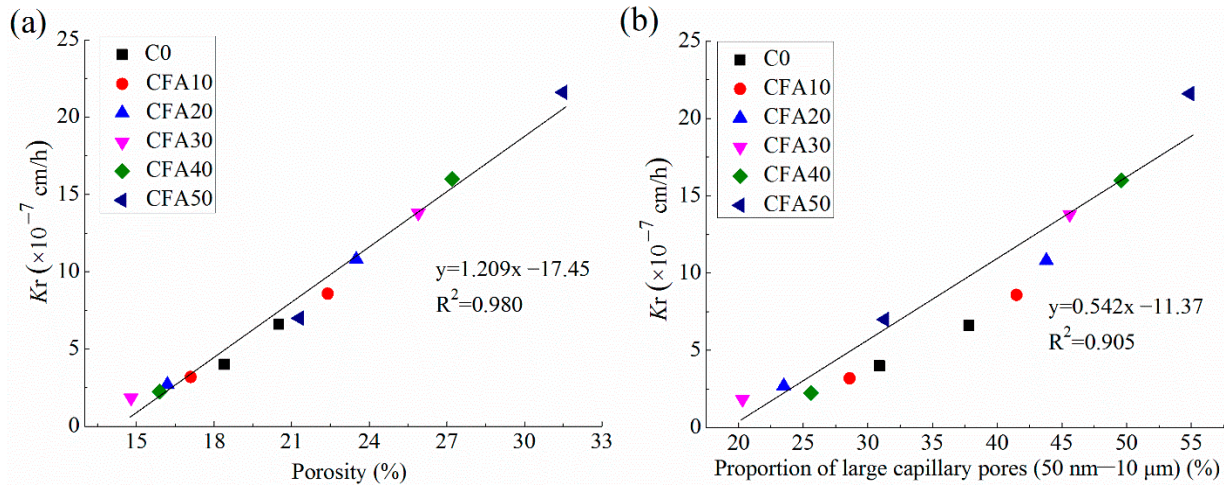 (a)
25
20
15
10
5
0
Kr (×10⁻⁷ cm/h)
C0
CFA10
CFA20
CFA30
CFA40
CFA50
y=1.209x −17.45
R²=0.980
15 18 21 24 27 30 33
Porosity (%)
(b)
25
20
15
10
5
0
Kr (×10⁻⁷ cm/h)
C0
CFA10
CFA20
CFA30
CFA40
CFA50
y=0.542x −11.37
R²=0.905
20 25 30 35 40 45 50 55
Proportion of large capillary pores (50 nm—10 μm) (%)